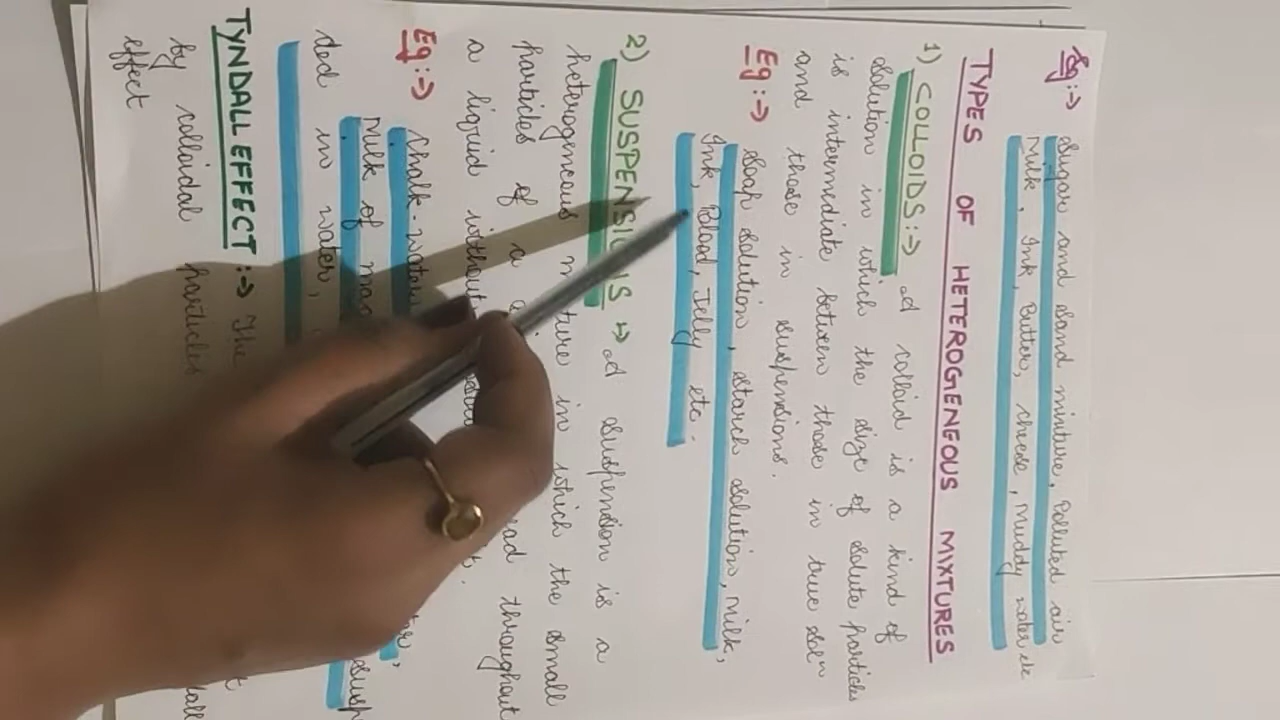 Eg :->
Sugar and sand mixture, Polluted air
Milk, Ink, Butter, cheese, Muddy water etc
TYPES OF HETEROGENEOUS MIXTURES
1) COLLOIDS :-> A colloid is a kind of
solution in which the size of solute particles
is intermediate between those in true solⁿ
and those in suspensions.
Eg :-> Soap solution, starch solution, milk,
Ink, Blood, Jelly etc.
2) SUSPENSIONS => A suspension is a
heterogeneous mixture in which the small
particles of a throughout
a liquid without
Eg :-> Chalk-water
Milk of
ded in water,
TYNDALL EFFECT :-> The
by colloidal particles
effect